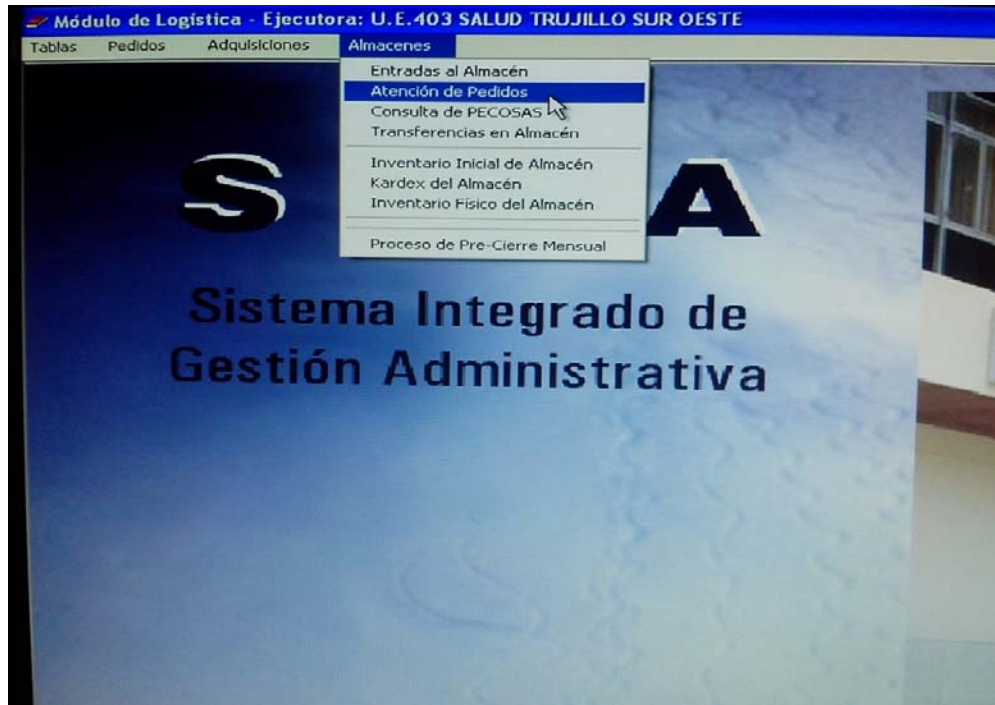 Módulo de Logística - Ejecutora: U.E.403 SALUD TRUJILLO SUR OESTE
Tablas Pedidos Adquisiciones Almacenes
Entradas al Almacén
Atención de Pedidos
Consulta de PECOSAS
Transferencias en Almacén
Inventario Inicial de Almacén
Kardex del Almacén
Inventario Físico del Almacén
Proceso de Pre-Cierre Mensual
S A
Sistema Integrado de
Gestión Administrativa